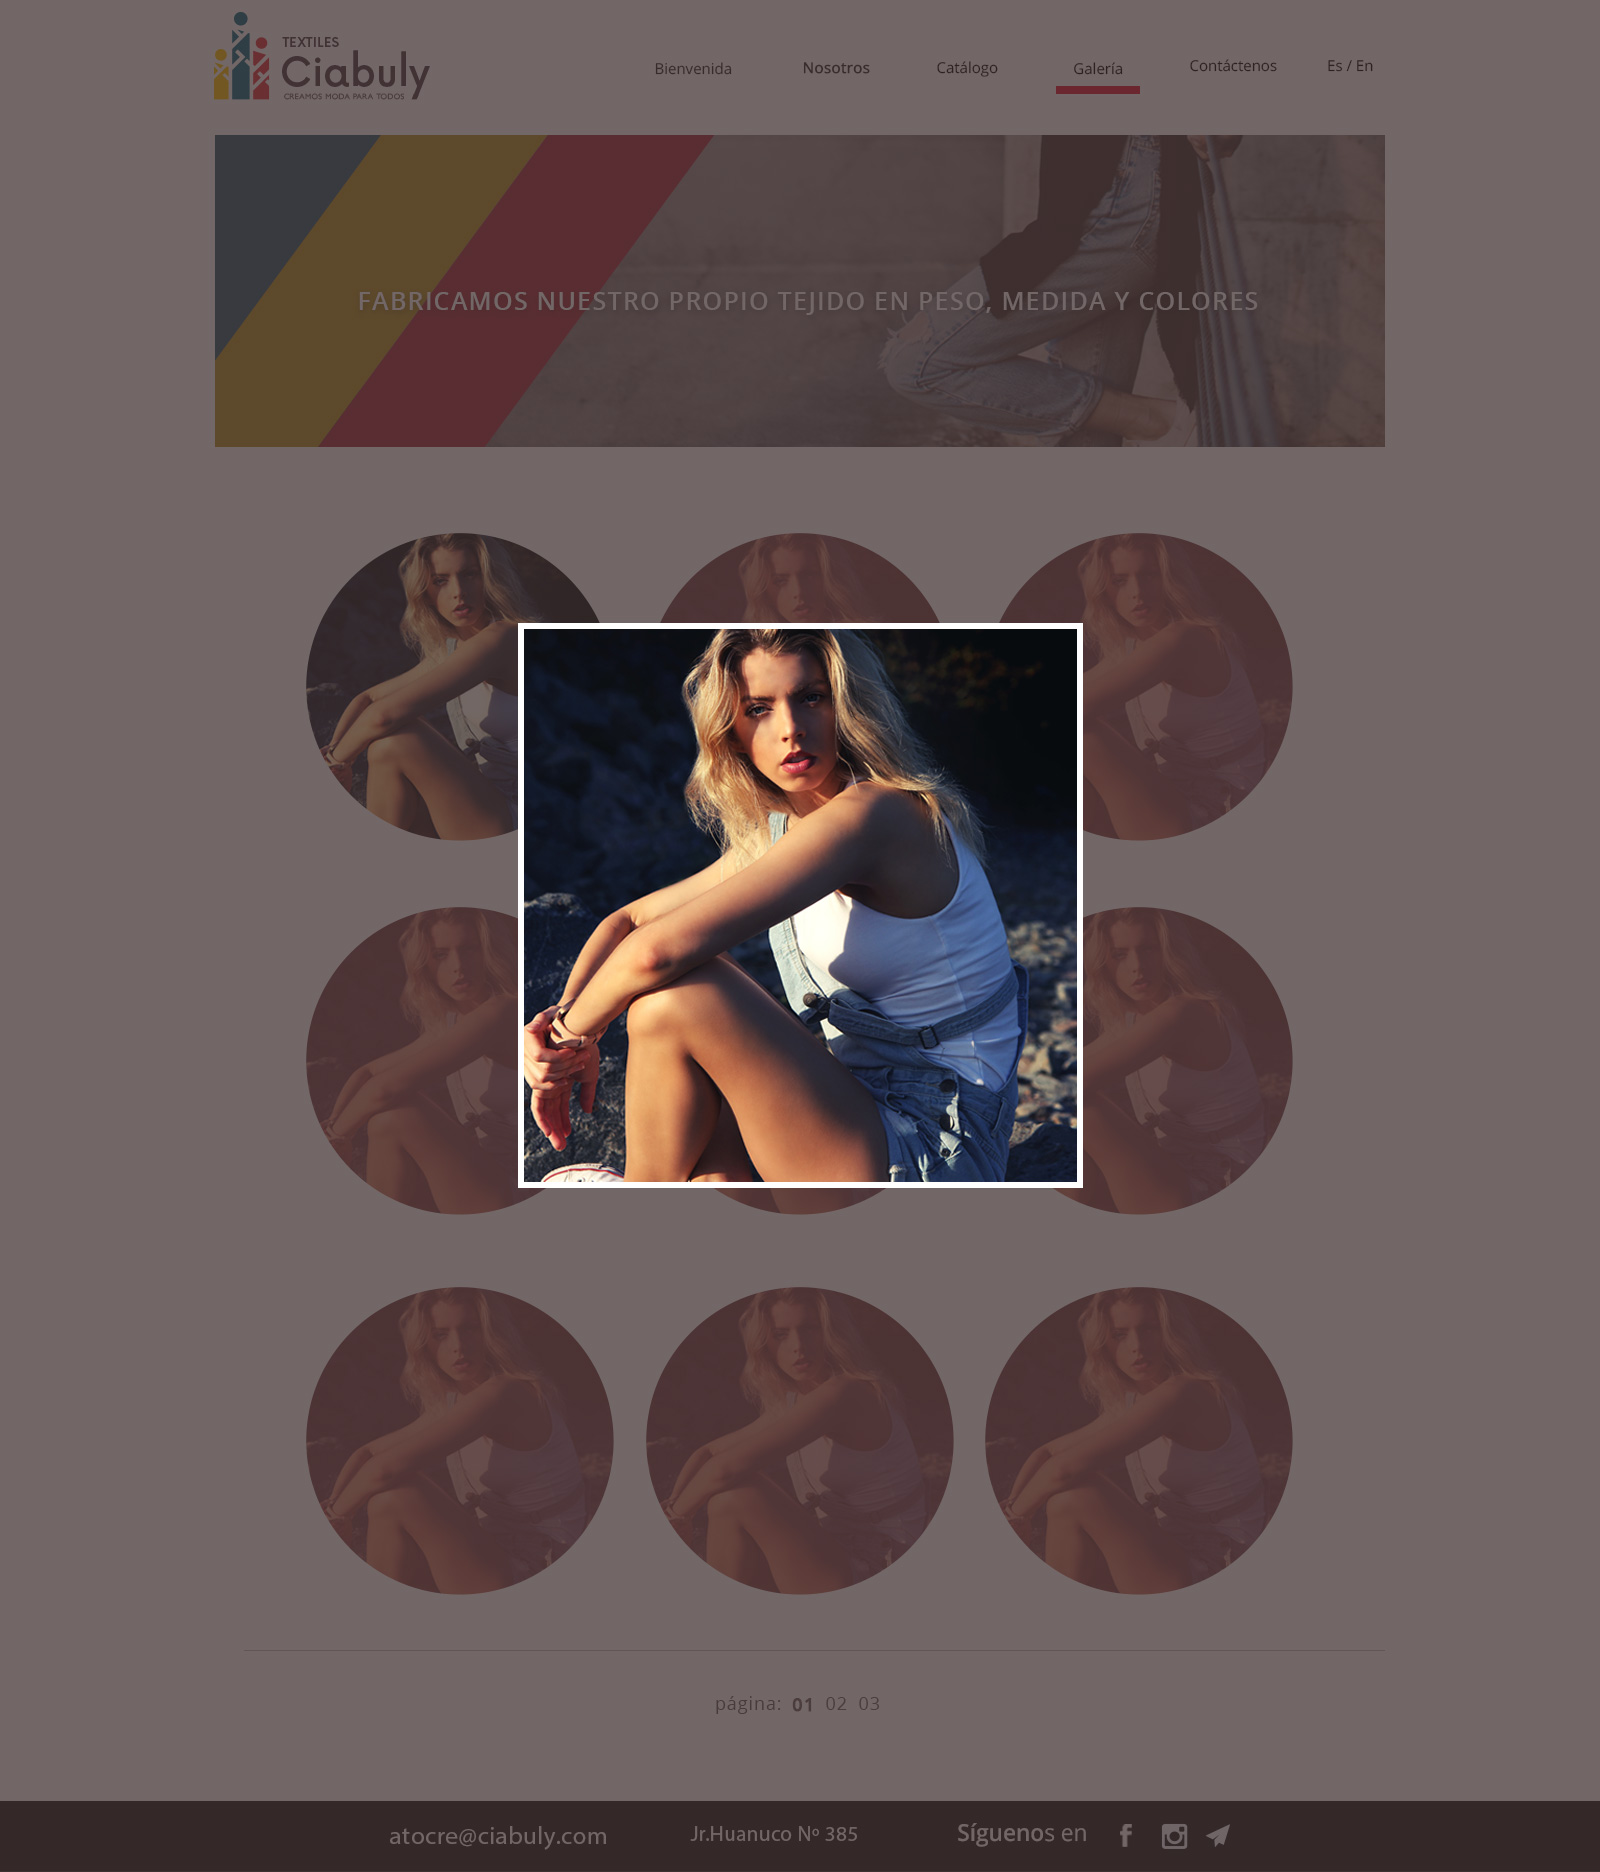 TEXTILES
Ciabuly
CREAMOS MODA PARA TODOS
Bienvenida Nosotros Catálogo Galería Contáctenos Es / En
FABRICAMOS NUESTRO PROPIO TEJIDO EN PESO, MEDIDA Y COLORES
página: 01 02 03
atocre@ciabuly.com Jr.Huanuco Nº 385 Síguenos en